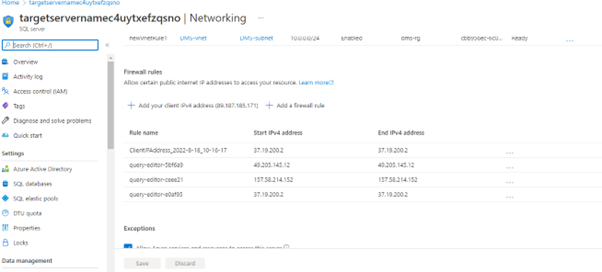 Home > targetservernamec4uytxefzqsno
targetservernamec4uytxefzqsno | Networking ...
SQL server
Search (Ctrl+/)
Overview
Activity log
Access control (IAM)
Tags
Diagnose and solve problems
Quick start
Settings
Azure Active Directory
SQL databases
SQL elastic pools
DTU quota
Properties
Locks
Data management
newVnetRule1 DMS-vnet DMS-subnet 10.0.0.0/24 Enabled dms-rg Ready ...
Firewall rules
Allow certain public internet IP addresses to access your resource. Learn more
+ Add your client IPv4 address (89.187.185.171) + Add a firewall rule
Rule name Start IPv4 address End IPv4 address
ClientIPAddress_2022-8-18_10-16-17 37.19.200.2 37.19.200.2 ...
query-editor-5bf6a9 49.205.145.12 49.205.145.12 ...
query-editor-ceee21 157.58.214.152 157.58.214.152 ...
query-editor-e0af95 37.19.200.2 37.19.200.2 ...
Exceptions
Allow Azure services and resources to access this server
Save Discard